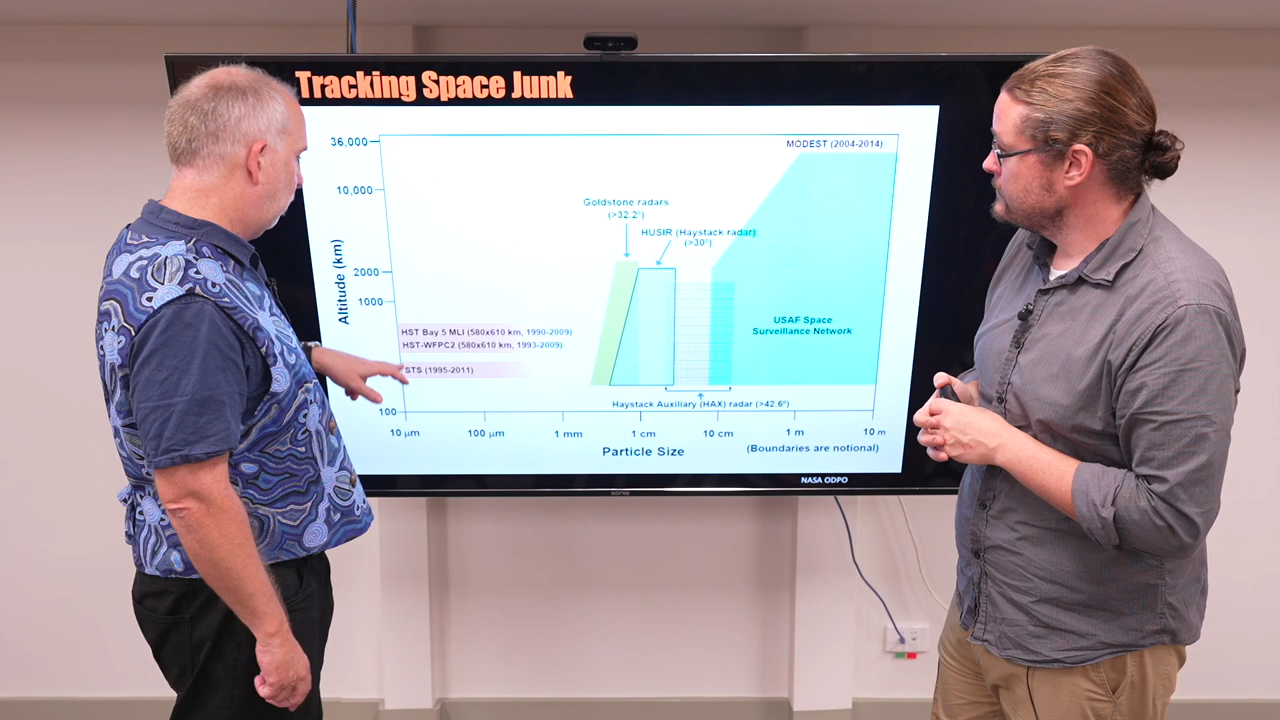 Tracking Space Junk
36,000
10,000
2000
1000
100
Altitude (km)
MODEST (2004-2014)
Goldstone radars
(>32.2°)
HUSIR (Haystack radar)
(>30°)
USAF Space
Surveillance Network
HST Bay 5 MLI (580x610 km, 1990-2009)
HST-WFPC2 (580x610 km, 1993-2009)
STS (1995-2011)
Haystack Auxiliary (HAX) radar (>42.6°)
10 µm
100 µm
1 mm
1 cm
10 cm
1 m
10 m
Particle Size
(Boundaries are notional)
NASA ODPO
SONY